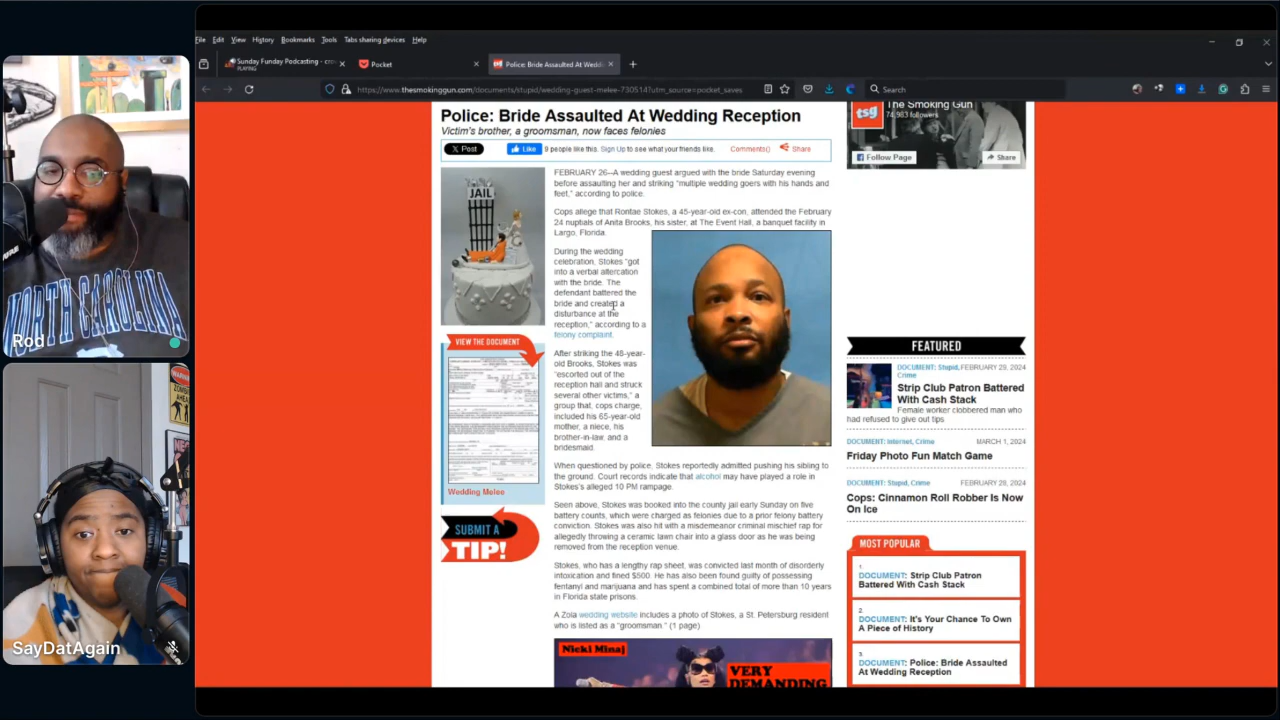 File Edit View History Bookmarks Tools Tabs sharing devices Help
Sunday Funday Podcasting -
PLAYING
Pocket
Police: Bride Assaulted At Weddi
https://www.thesmokinggun.com/documents/stupid/wedding-guest-melee-730514?utm_source=pocket_saves
Search
Police: Bride Assaulted At Wedding Reception
Victim's brother, a groomsman, now faces felonies
X Post
Like
9 people like this. Sign Up to see what your friends like.
Comments()
Share
FEBRUARY 26--A wedding guest argued with the bride Saturday evening
before assaulting her and striking "multiple wedding goers with his hands and
feet," according to police.
Cops allege that Rontae Stokes, a 45-year-old ex-con, attended the February
24 nuptials of Anita Brooks, his sister, at The Event Hall, a banquet facility in
Largo, Florida.
During the wedding
celebration, Stokes "got
into a verbal altercation
with the bride. The
defendant battered the
bride and created a
disturbance at the
reception," according to a
felony complaint.
After striking the 48-year-
old Brooks, Stokes was
"escorted out of the
reception hall and struck
several other victims," a
group that, cops charge,
included his 65-year-old
mother, a niece, his
brother-in-law, and a
bridesmaid.
When questioned by police, Stokes reportedly admitted pushing his sibling to
the ground. Court records indicate that alcohol may have played a role in
Stokes's alleged 10 PM rampage.
Seen above, Stokes was booked into the county jail early Sunday on five
battery counts, which were charged as felonies due to a prior felony battery
conviction. Stokes was also hit with a misdemeanor criminal mischief rap for
allegedly throwing a ceramic lawn chair into a glass door as he was being
removed from the reception venue.
Stokes, who has a lengthy rap sheet, was convicted last month of disorderly
intoxication and fined $500. He has also been found guilty of possessing
fentanyl and marijuana and has spent a combined total of more than 10 years
in Florida state prisons.
A Zola wedding website includes a photo of Stokes, a St. Petersburg resident
who is listed as a "groomsman." (1 page)
JAIL
VIEW THE DOCUMENT
Wedding Melee
SUBMIT A
TIP!
Nicki Minaj
VERY
DEMANDING
tsg
The Smoking Gun
74,983 followers
Follow Page
Share
FEATURED
DOCUMENT: Stupid, FEBRUARY 29, 2024
Crime
Strip Club Patron Battered
With Cash Stack
Female worker clobbered man who
had refused to give out tips
DOCUMENT: Internet, Crime MARCH 1, 2024
Friday Photo Fun Match Game
DOCUMENT: Stupid, Crime FEBRUARY 29, 2024
Cops: Cinnamon Roll Robber Is Now
On Ice
MOST POPULAR
1.
DOCUMENT: Strip Club Patron
Battered With Cash Stack
2.
DOCUMENT: It's Your Chance To Own
A Piece of History
3.
DOCUMENT: Police: Bride Assaulted
At Wedding Reception
NORTH CAROLINA
Rod
SayDatAgain